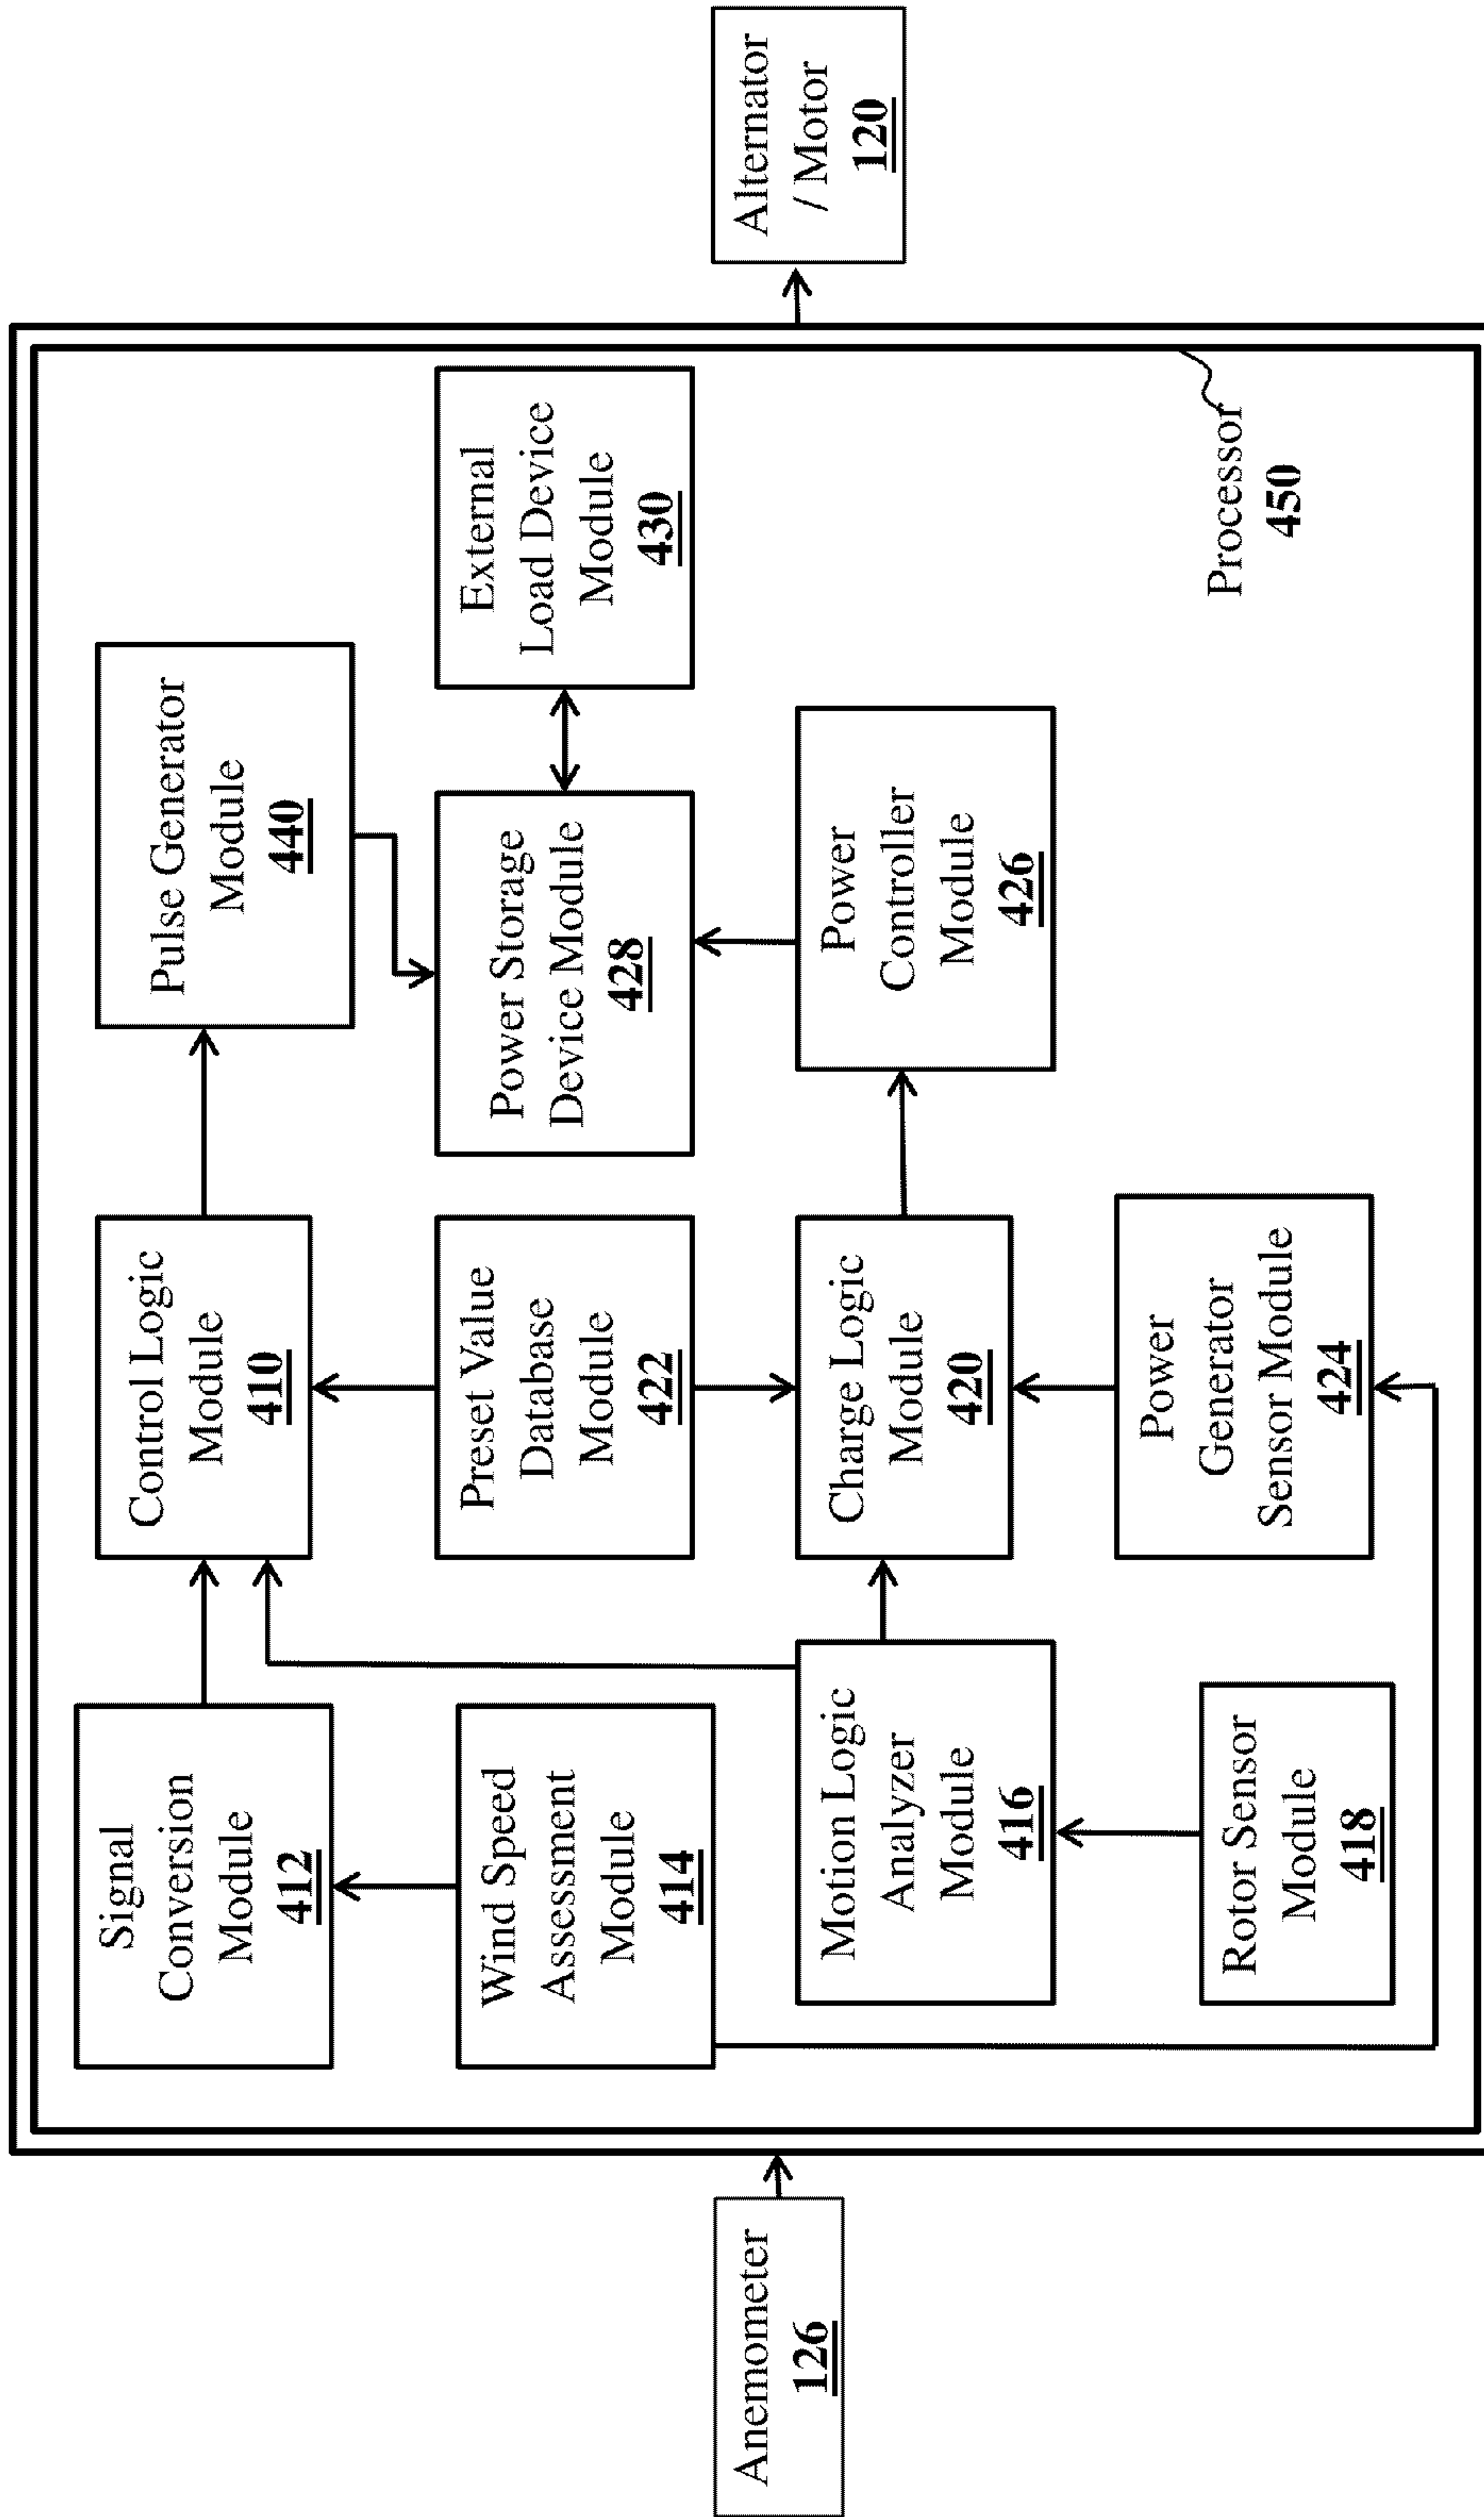 Anemometer
126
Signal
Conversion
Module
412
Wind Speed
Assessment
Module
414
Motion Logic
Analyzer
Module
416
Rotor Sensor
Module
418
Control Logic
Module
410
Preset Value
Database
Module
422
Charge Logic
Module
420
Power
Generator
Sensor Module
424
Pulse Generator
Module
440
Power Storage
Device Module
428
Power
Controller
Module
426
External
Load Device
Module
430
Processor
450
Alternator
/ Motor
120